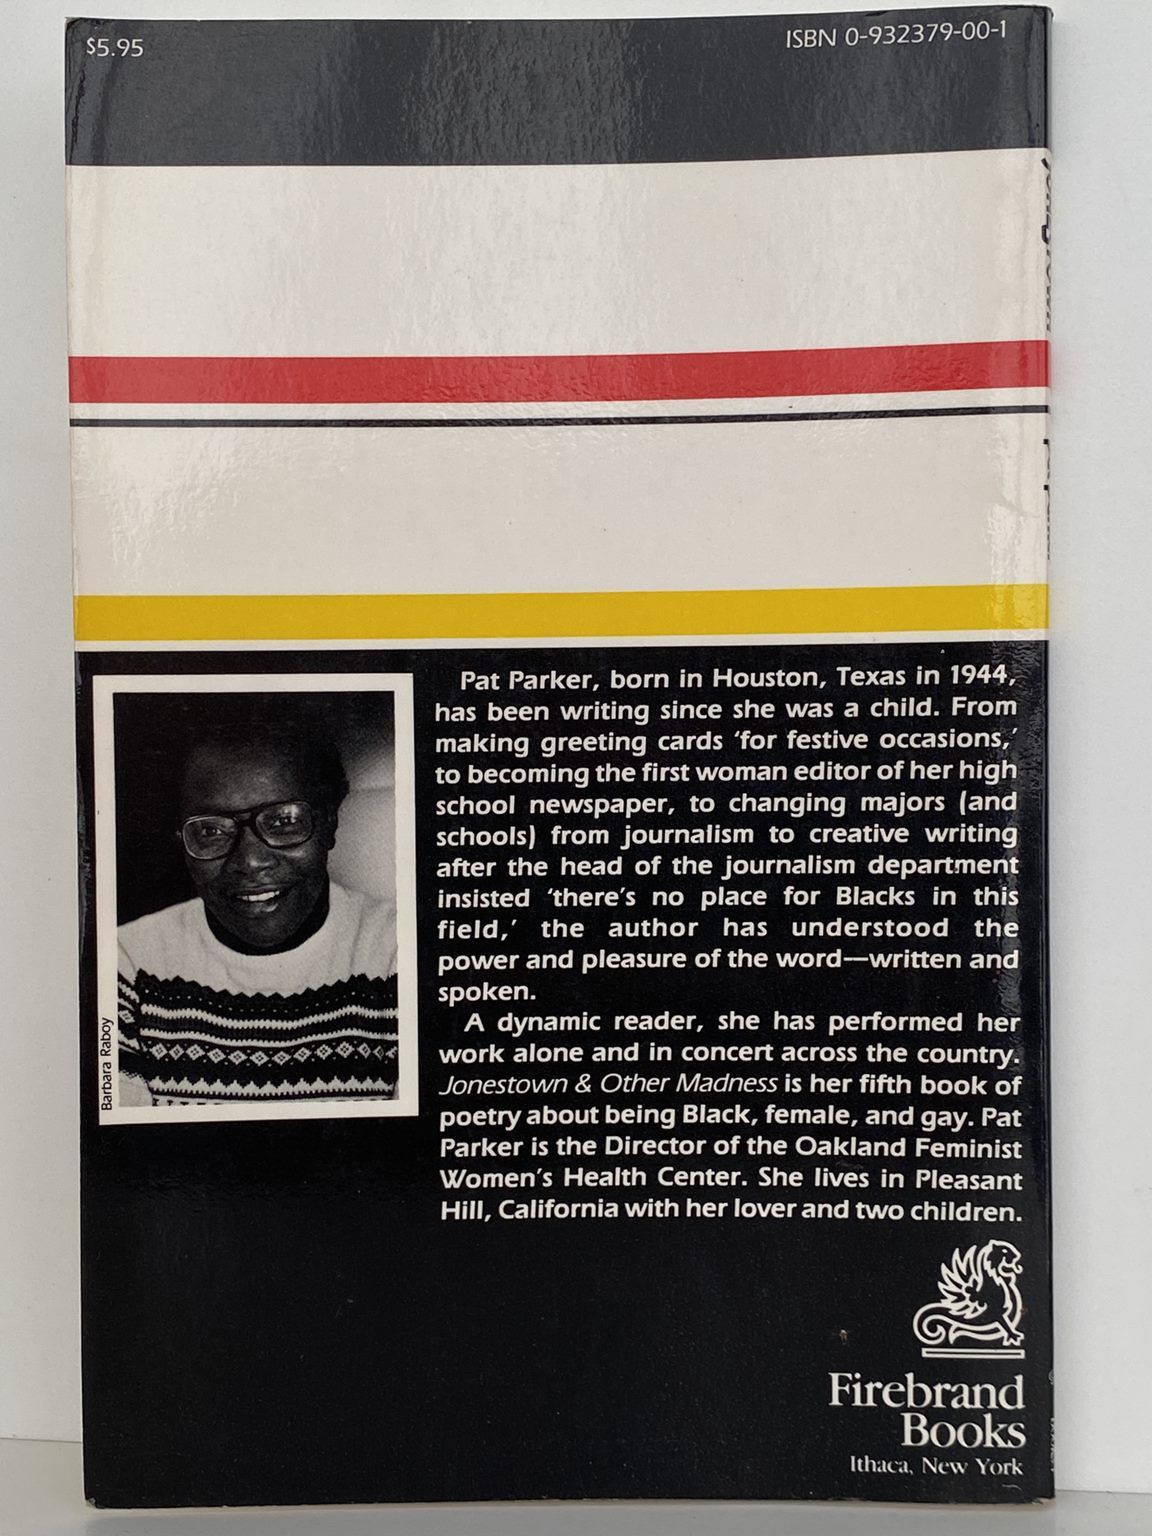 $5.95
ISBN 0-932379-00-1
Pat Parker, born in Houston, Texas in 1944,
has been writing since she was a child. From
making greeting cards ‘for festive occasions,’
to becoming the first woman editor of her high
school newspaper, to changing majors (and
schools) from journalism to creative writing
after the head of the journalism department
insisted ‘there’s no place for Blacks in this
field,’ the author has understood the
power and pleasure of the word—written and
spoken.
A dynamic reader, she has performed her
work alone and in concert across the country.
Jonestown & Other Madness is her fifth book of
poetry about being Black, female, and gay. Pat
Parker is the Director of the Oakland Feminist
Women’s Health Center. She lives in Pleasant
Hill, California with her lover and two children.
Barbara Raboy
Firebrand
Books
Ithaca, New York